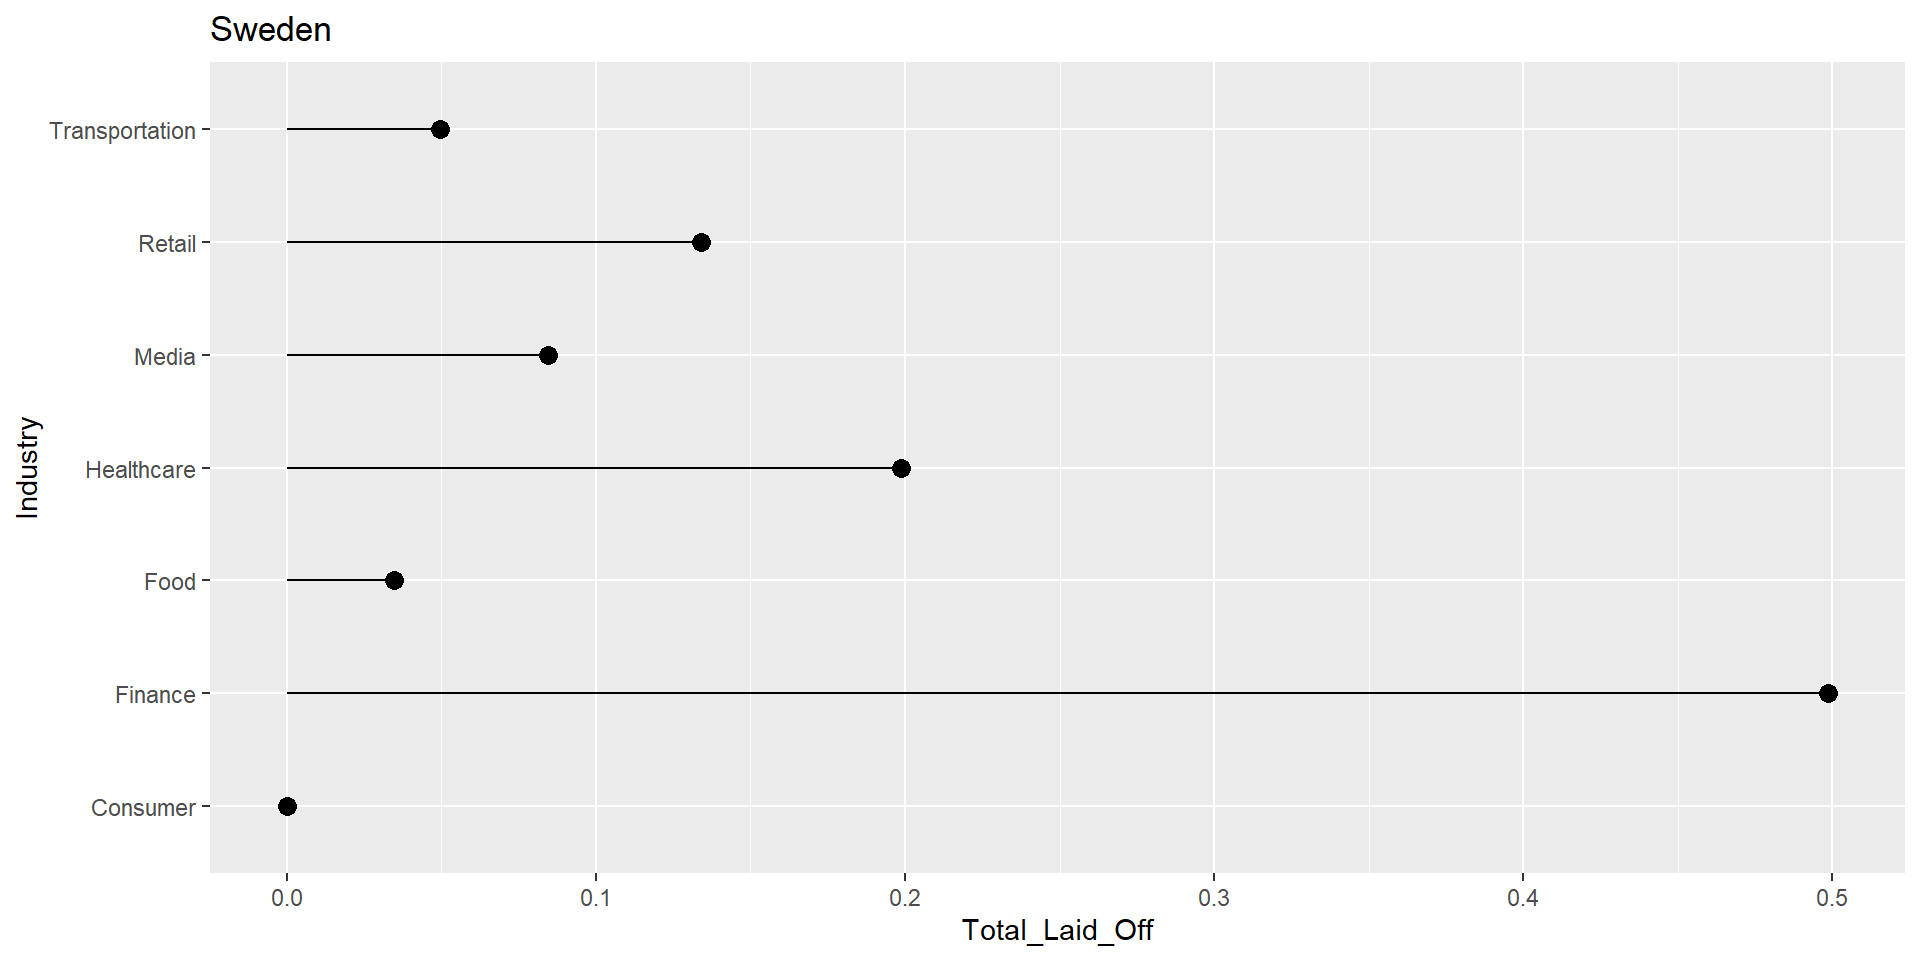 Sweden
Transportation
Retail
Media
Healthcare
Food
Finance
Consumer
Industry
0.0 0.1 0.2 0.3 0.4 0.5
Total_Laid_Off